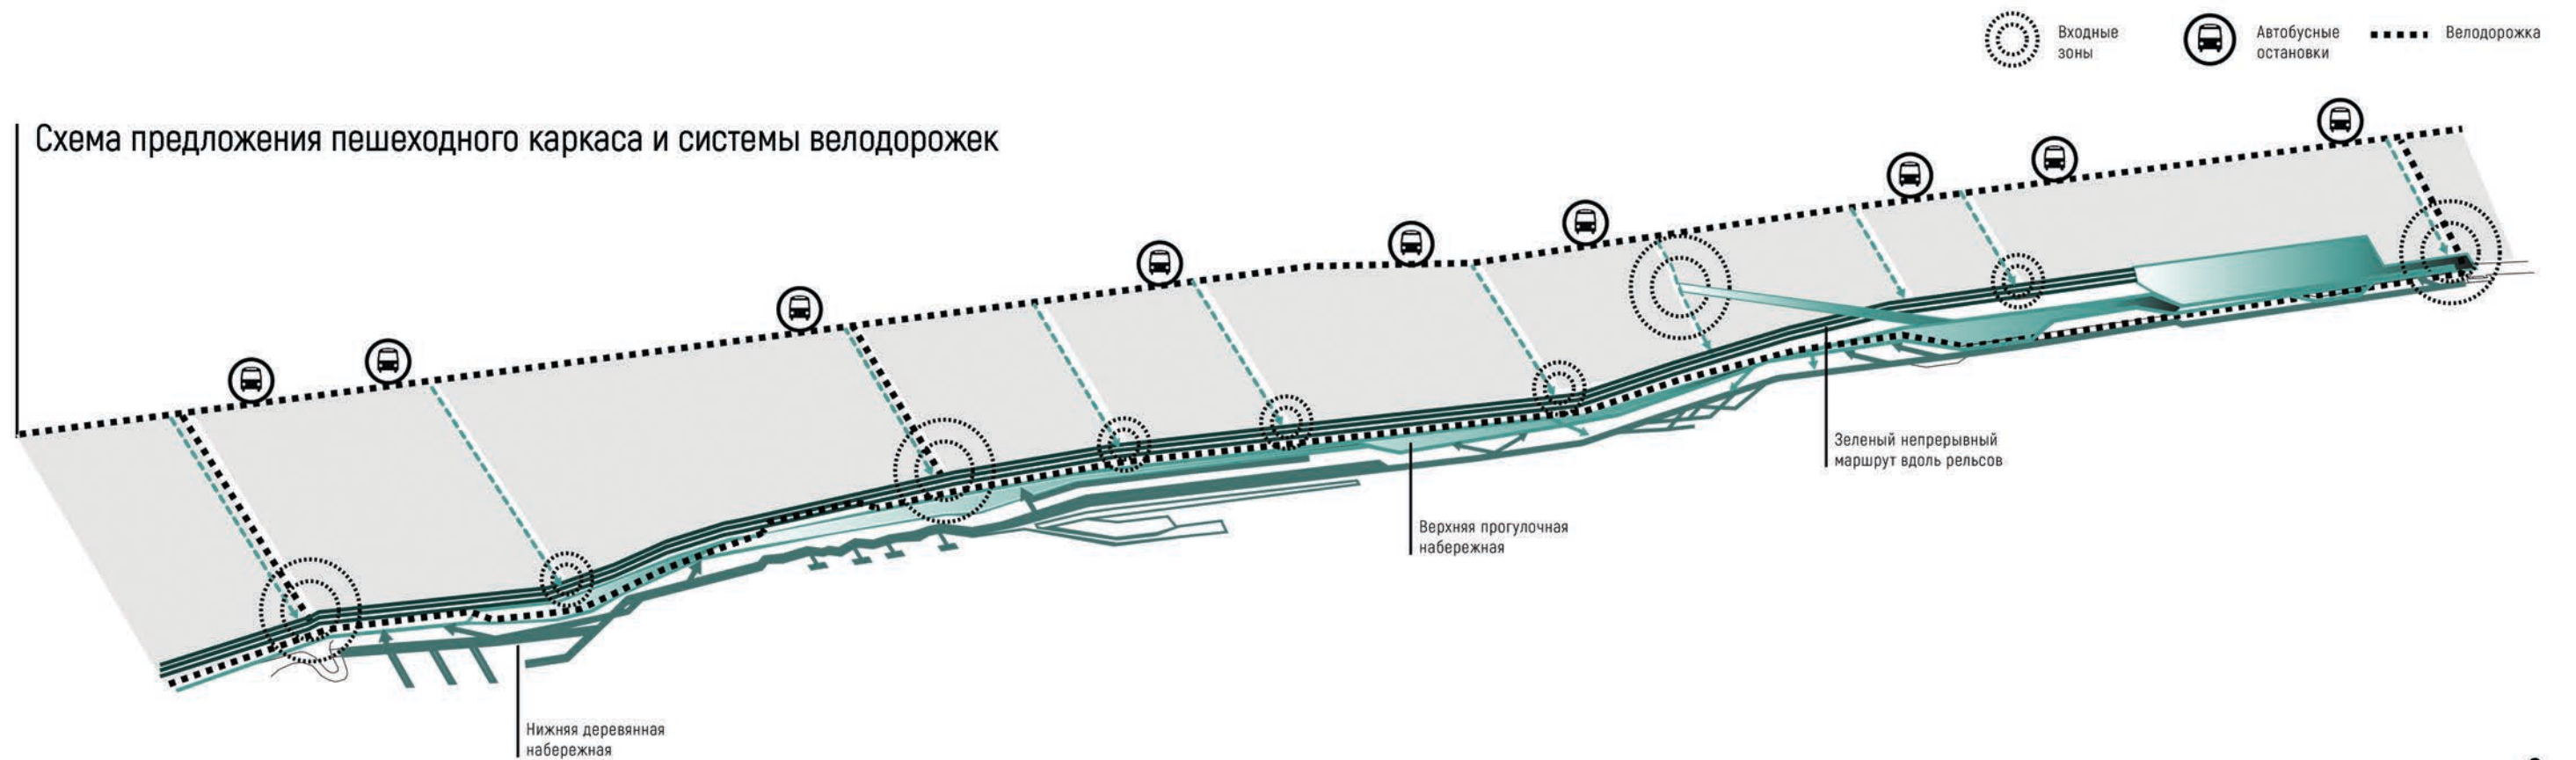 Входные
зоны
Автобусные
остановки
Велодорожка
Схема предложения пешеходного каркаса и системы велодорожек
Зеленый непрерывный
маршрут вдоль рельсов
Верхняя прогулочная
набережная
Нижняя деревянная
набережная